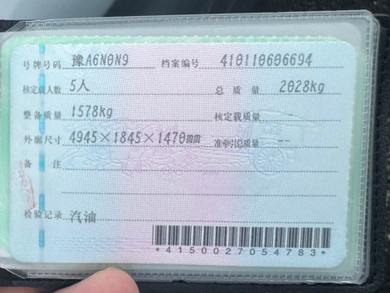 号牌号码 豫A6N0N9 档案编号 410110606694
核定载人数 5人 总质量 2028kg
整备质量 1578kg 核定载质量
外廓尺寸 4945×1845×1470mm 准牵引总质量 --
备注
检验记录 汽油
*4150027054783*